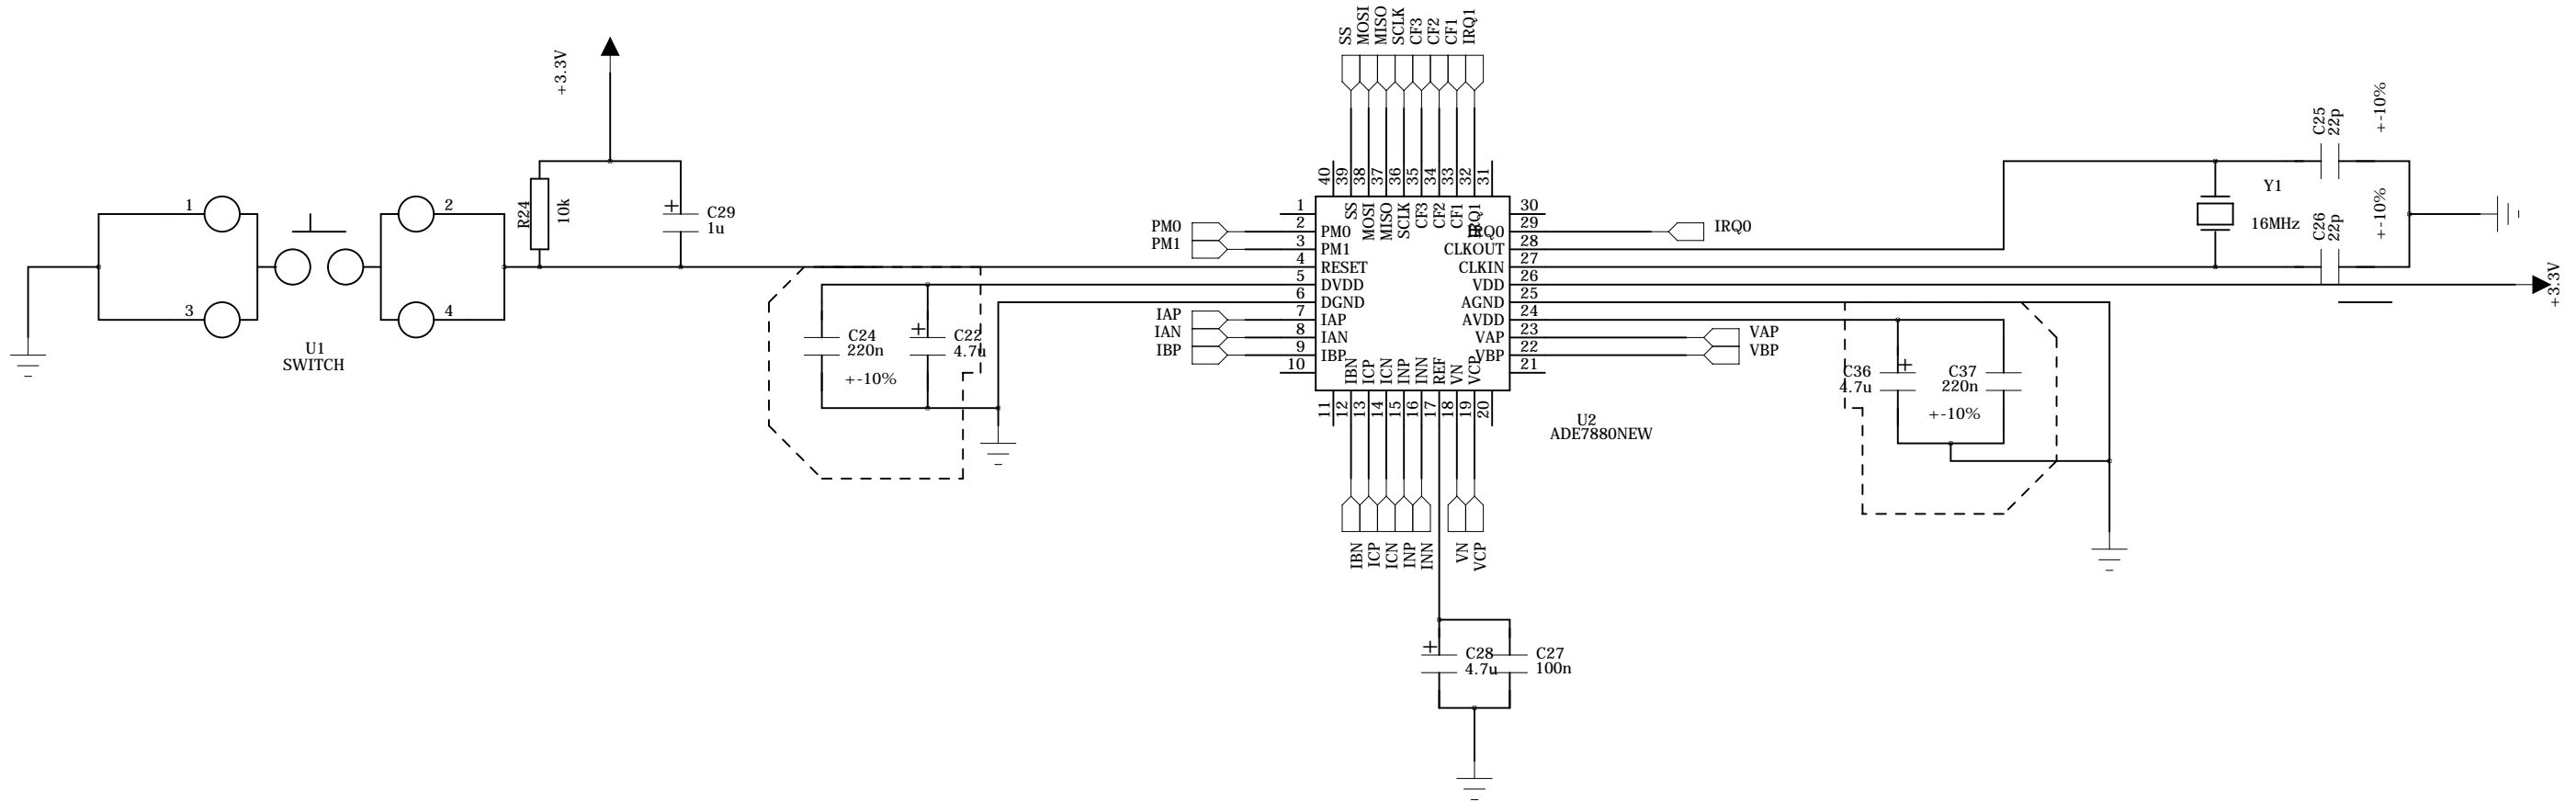 SS
MOSI
MISO
SCLK
CF3
CF2
CF1
IRQ1
+3.3V
C25
22p
+-10%
40
39
38
37
36
35
34
33
32
31
1
2
3
4
U1
SWITCH
R24
10k
C29
1u
PM0
PM1
1
2
3
4
5
6
7
8
9
10
SS
MOSI
MISO
SCLK
CF3
CF2
CF1
IRQ1
PM0
PM1
RESET
DVDD
DGND
IAP
IAN
IBP
IRQ0
CLKOUT
CLKIN
VDD
AGND
AVDD
VAP
VBP
30
29
28
27
26
25
24
23
22
21
IRQ0
Y1
16MHz
C26
22p
+-10%
+3.3V
IAP
IAN
IBP
C24
220n
+-10%
C22
4.7u
VAP
VBP
C36
4.7u
C37
220n
+-10%
IBN
ICP
ICN
INP
INN
REF
VN
VCP
11
12
13
14
15
16
17
18
19
20
U2
ADE7880NEW
IBN
ICP
ICN
INP
INN
VN
VCP
C28
4.7u
C27
100n